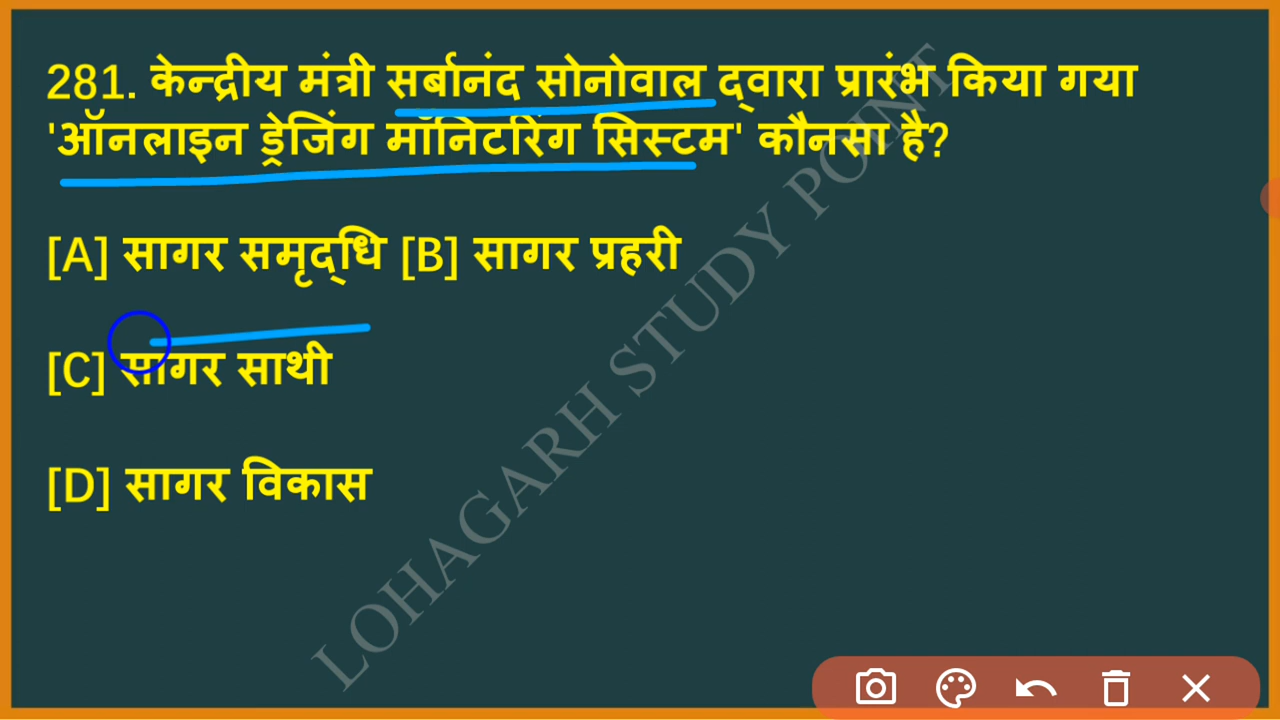 281. केन्द्रीय मंत्री सर्बानंद सोनोवाल द्वारा प्रारंभ किया गया
'ऑनलाइन ड्रेजिंग मॉनिटरिंग सिस्टम' कौनसा है?
[A] सागर समृद्धि [B] सागर प्रहरी
[C] सागर साथी
[D] सागर विकास
LOHAGARH STUDY POINT